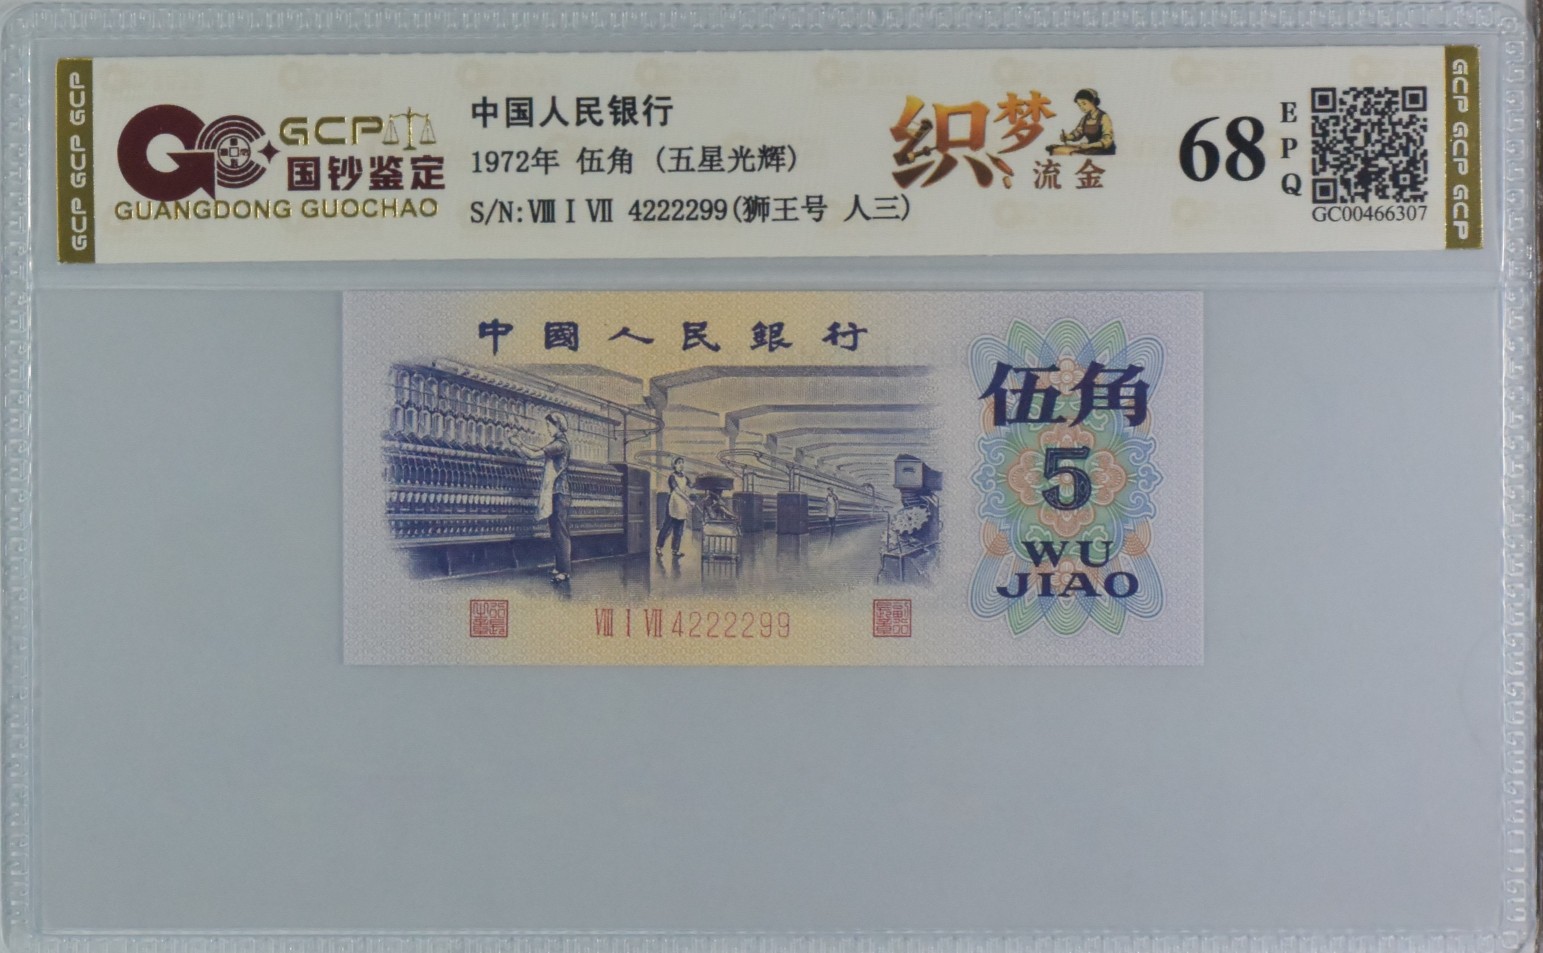 GCP GCP GCP
GCP
国钞鉴定
GUANGDONG GUOCHAO
中国人民银行
1972年 伍角 (五星光辉)
S/N:Ⅷ Ⅰ Ⅶ 4222299(狮王号 人三)
织梦
流金
68
EPQ
GC00466307
GCP GCP GCP
中國人民銀行
伍角
5
WU
JIAO
Ⅷ Ⅰ Ⅶ 4222299